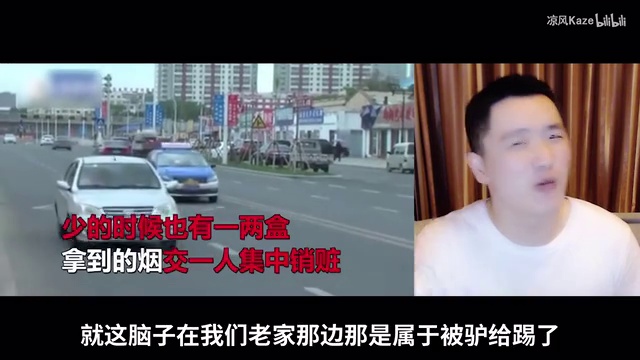 凉风Kaze bilibili
少的时候也有一两盒
拿到的烟交一人集中销赃
就这脑子在我们老家那边那是属于被驴给踢了